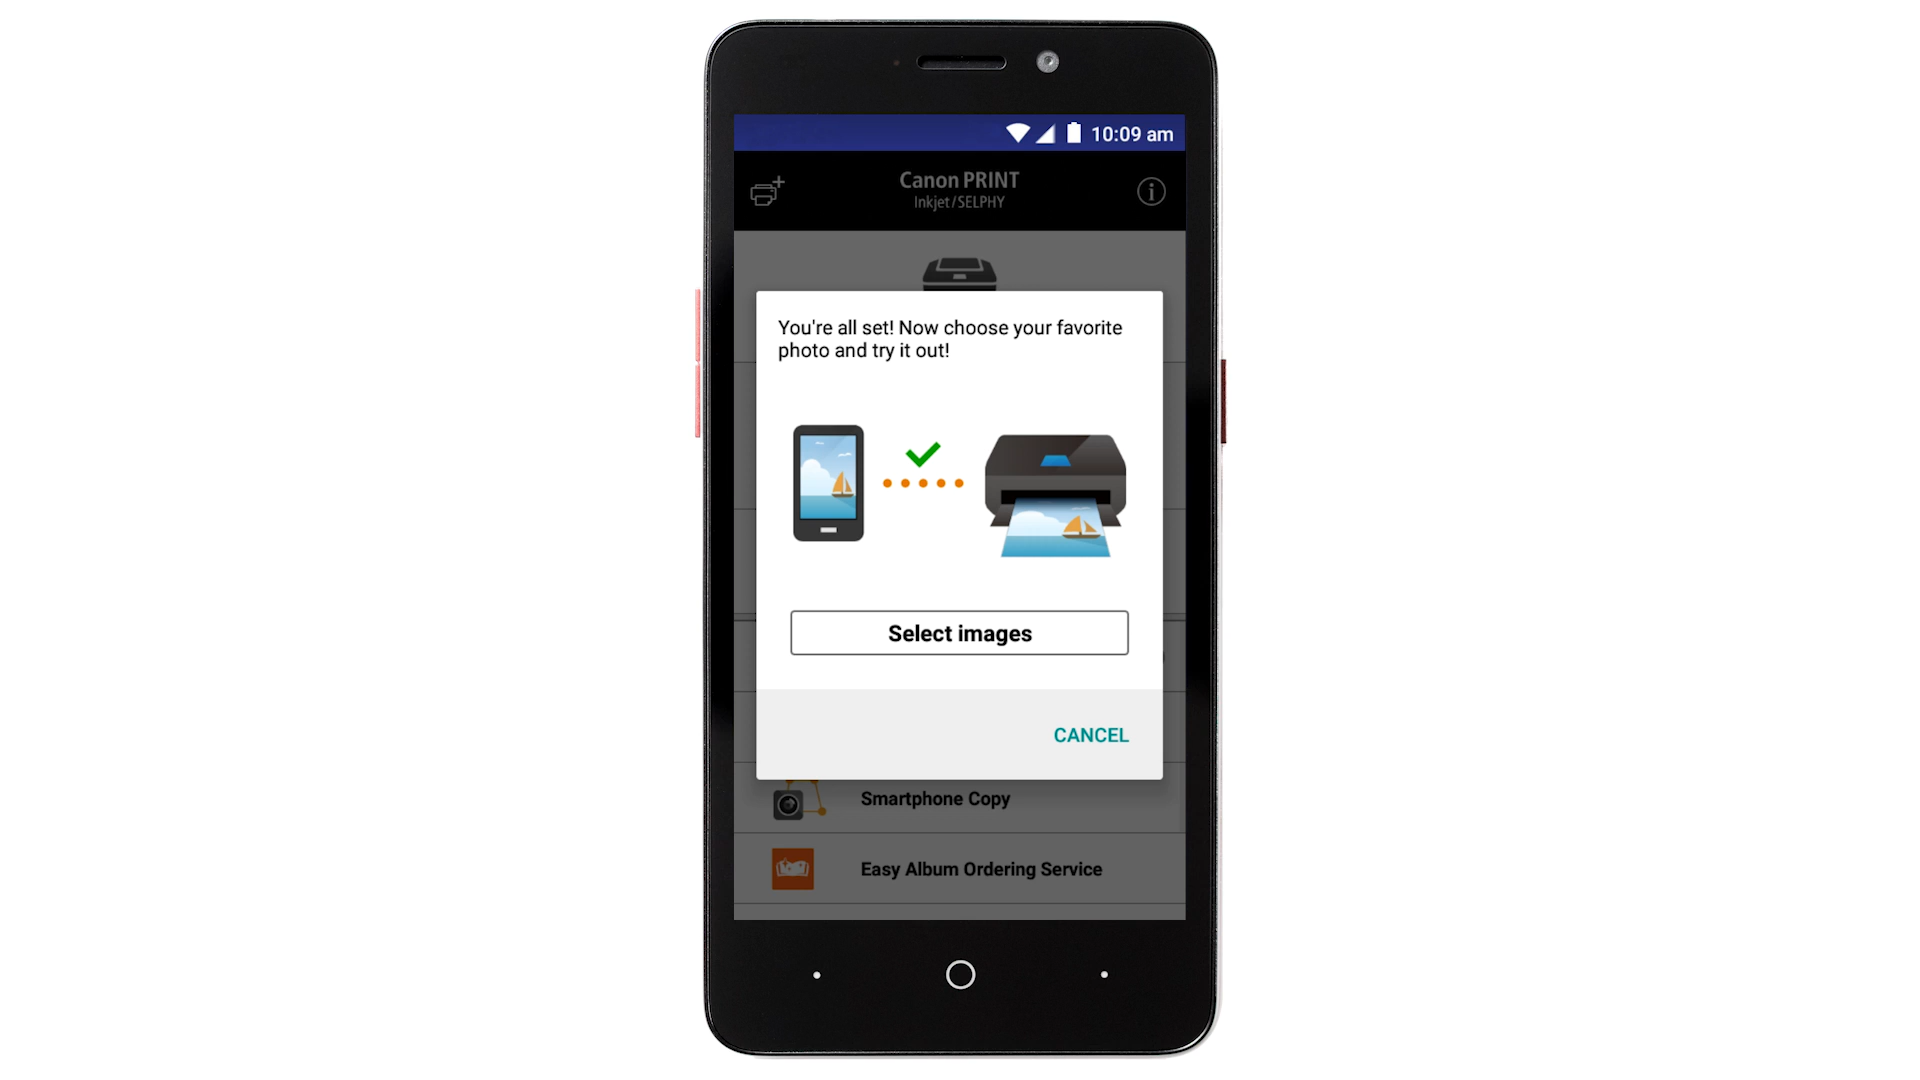 10:09 am
Canon PRINT
Inkjet/SELPHY
You're all set! Now choose your favorite
photo and try it out!
Select images
CANCEL
Smartphone Copy
Easy Album Ordering Service